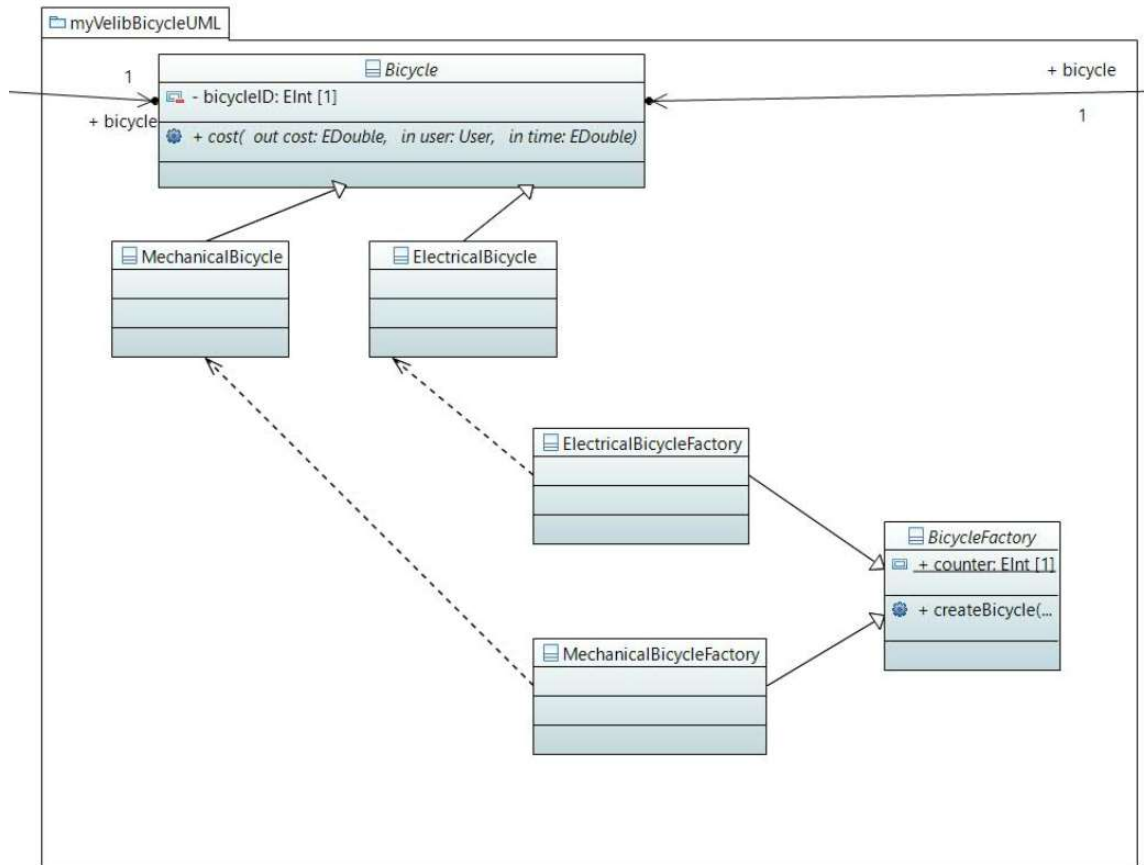 myVelibBicycleUML
1
+ bicycle
Bicycle
- bicycleID: EInt [1]
+ cost( out cost: EDouble, in user: User, in time: EDouble)
+ bicycle
1
MechanicalBicycle
ElectricalBicycle
ElectricalBicycleFactory
BicycleFactory
+ counter: EInt [1]
+ createBicycle(...
MechanicalBicycleFactory